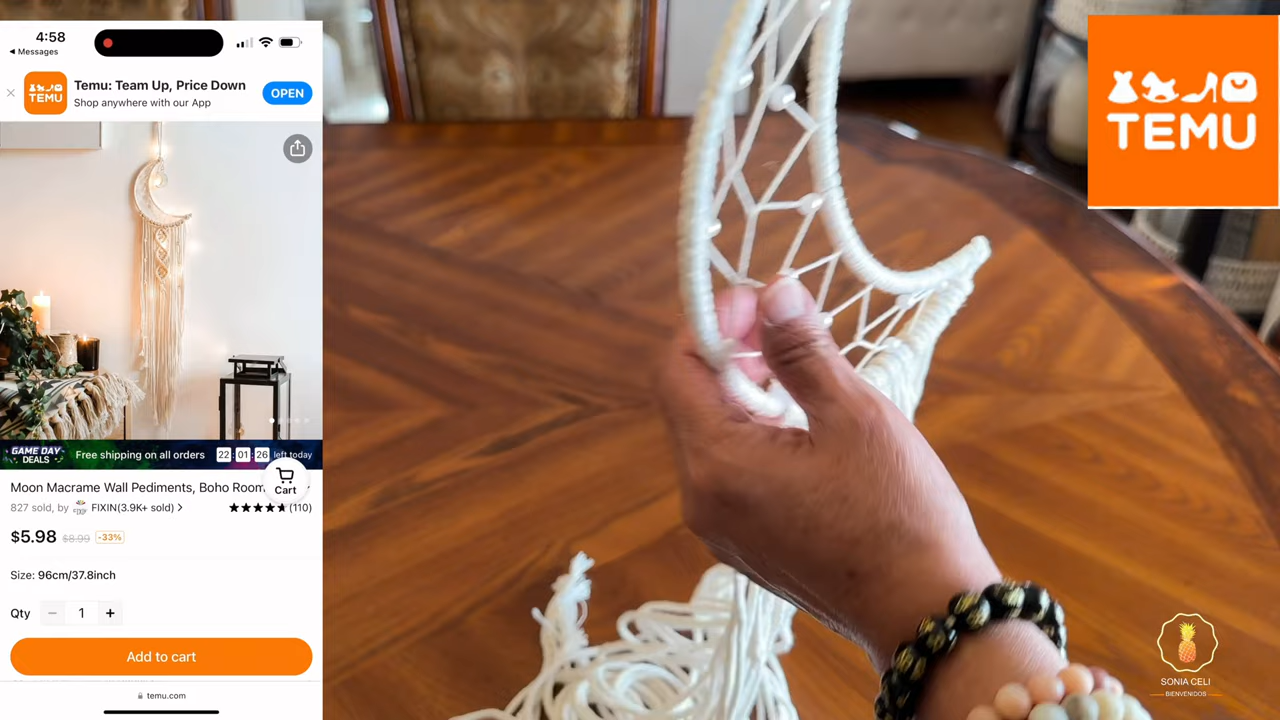 4:58
Messages
TEMU
Temu: Team Up, Price Down
Shop anywhere with our App
OPEN
GAME DAY
DEALS
Free shipping on all orders
22:01:26 left today
Cart
Moon Macrame Wall Pediments, Boho Room
827 sold, by FIXIN(3.9K+ sold)
(110)
$5.98 $8.99 -33%
Size: 96cm/37.8inch
Qty
1
Add to cart
temu.com
TEMU
SONIA CELI
BIENVENIDOS